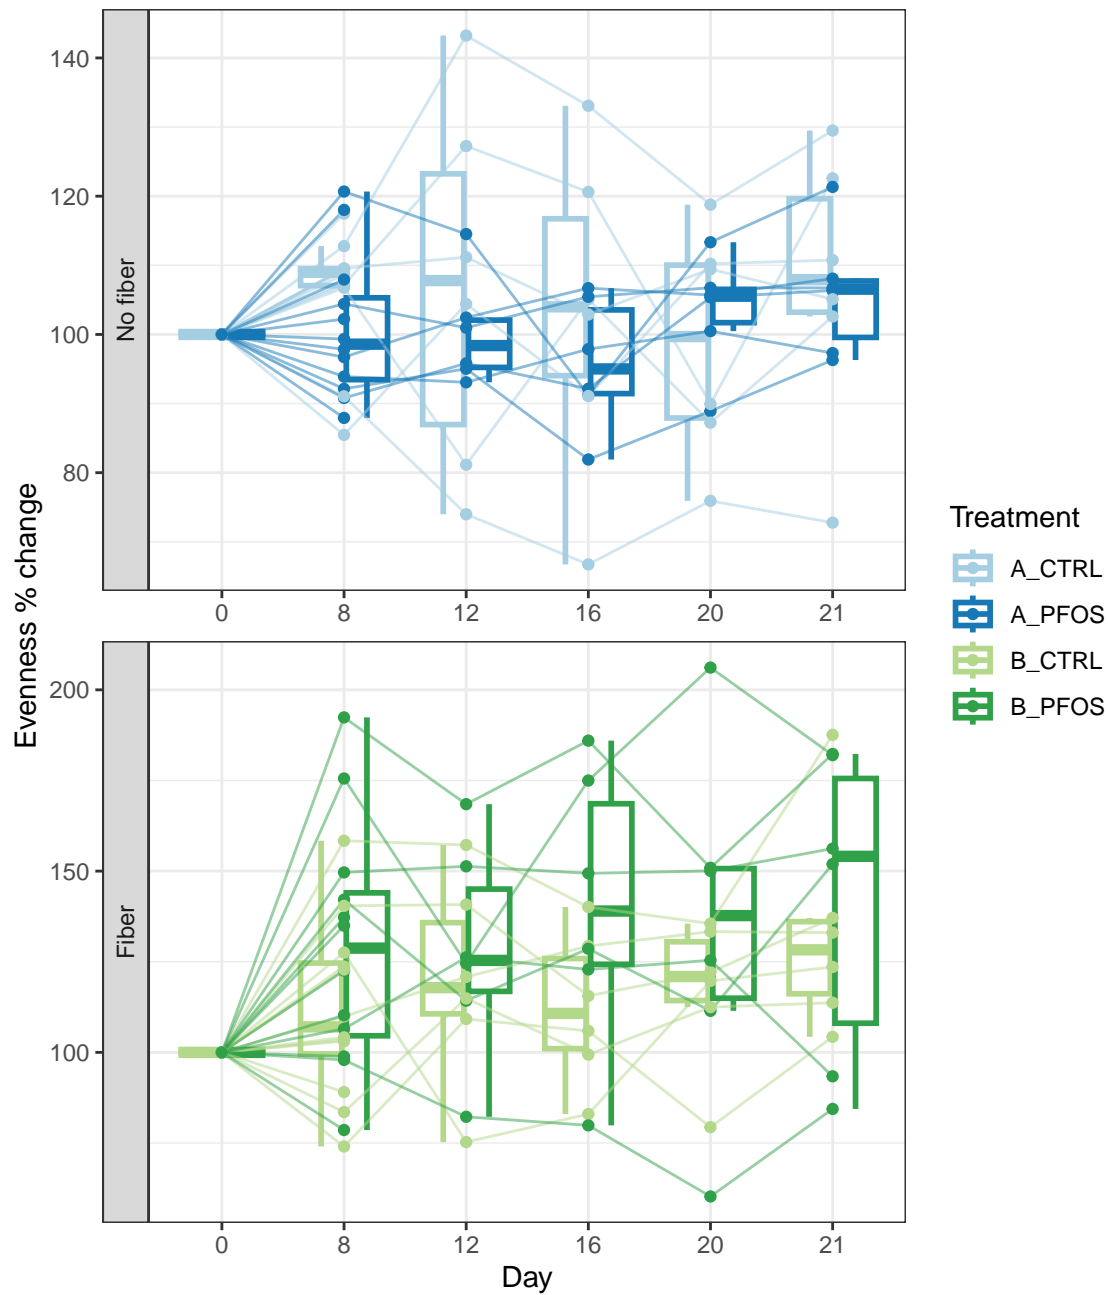 Evenness % change
No fiber
140
120
100
80
0 8 12 16 20 21
Fiber
200
150
100
0 8 12 16 20 21
Day
Treatment
A_CTRL
A_PFOS
B_CTRL
B_PFOS